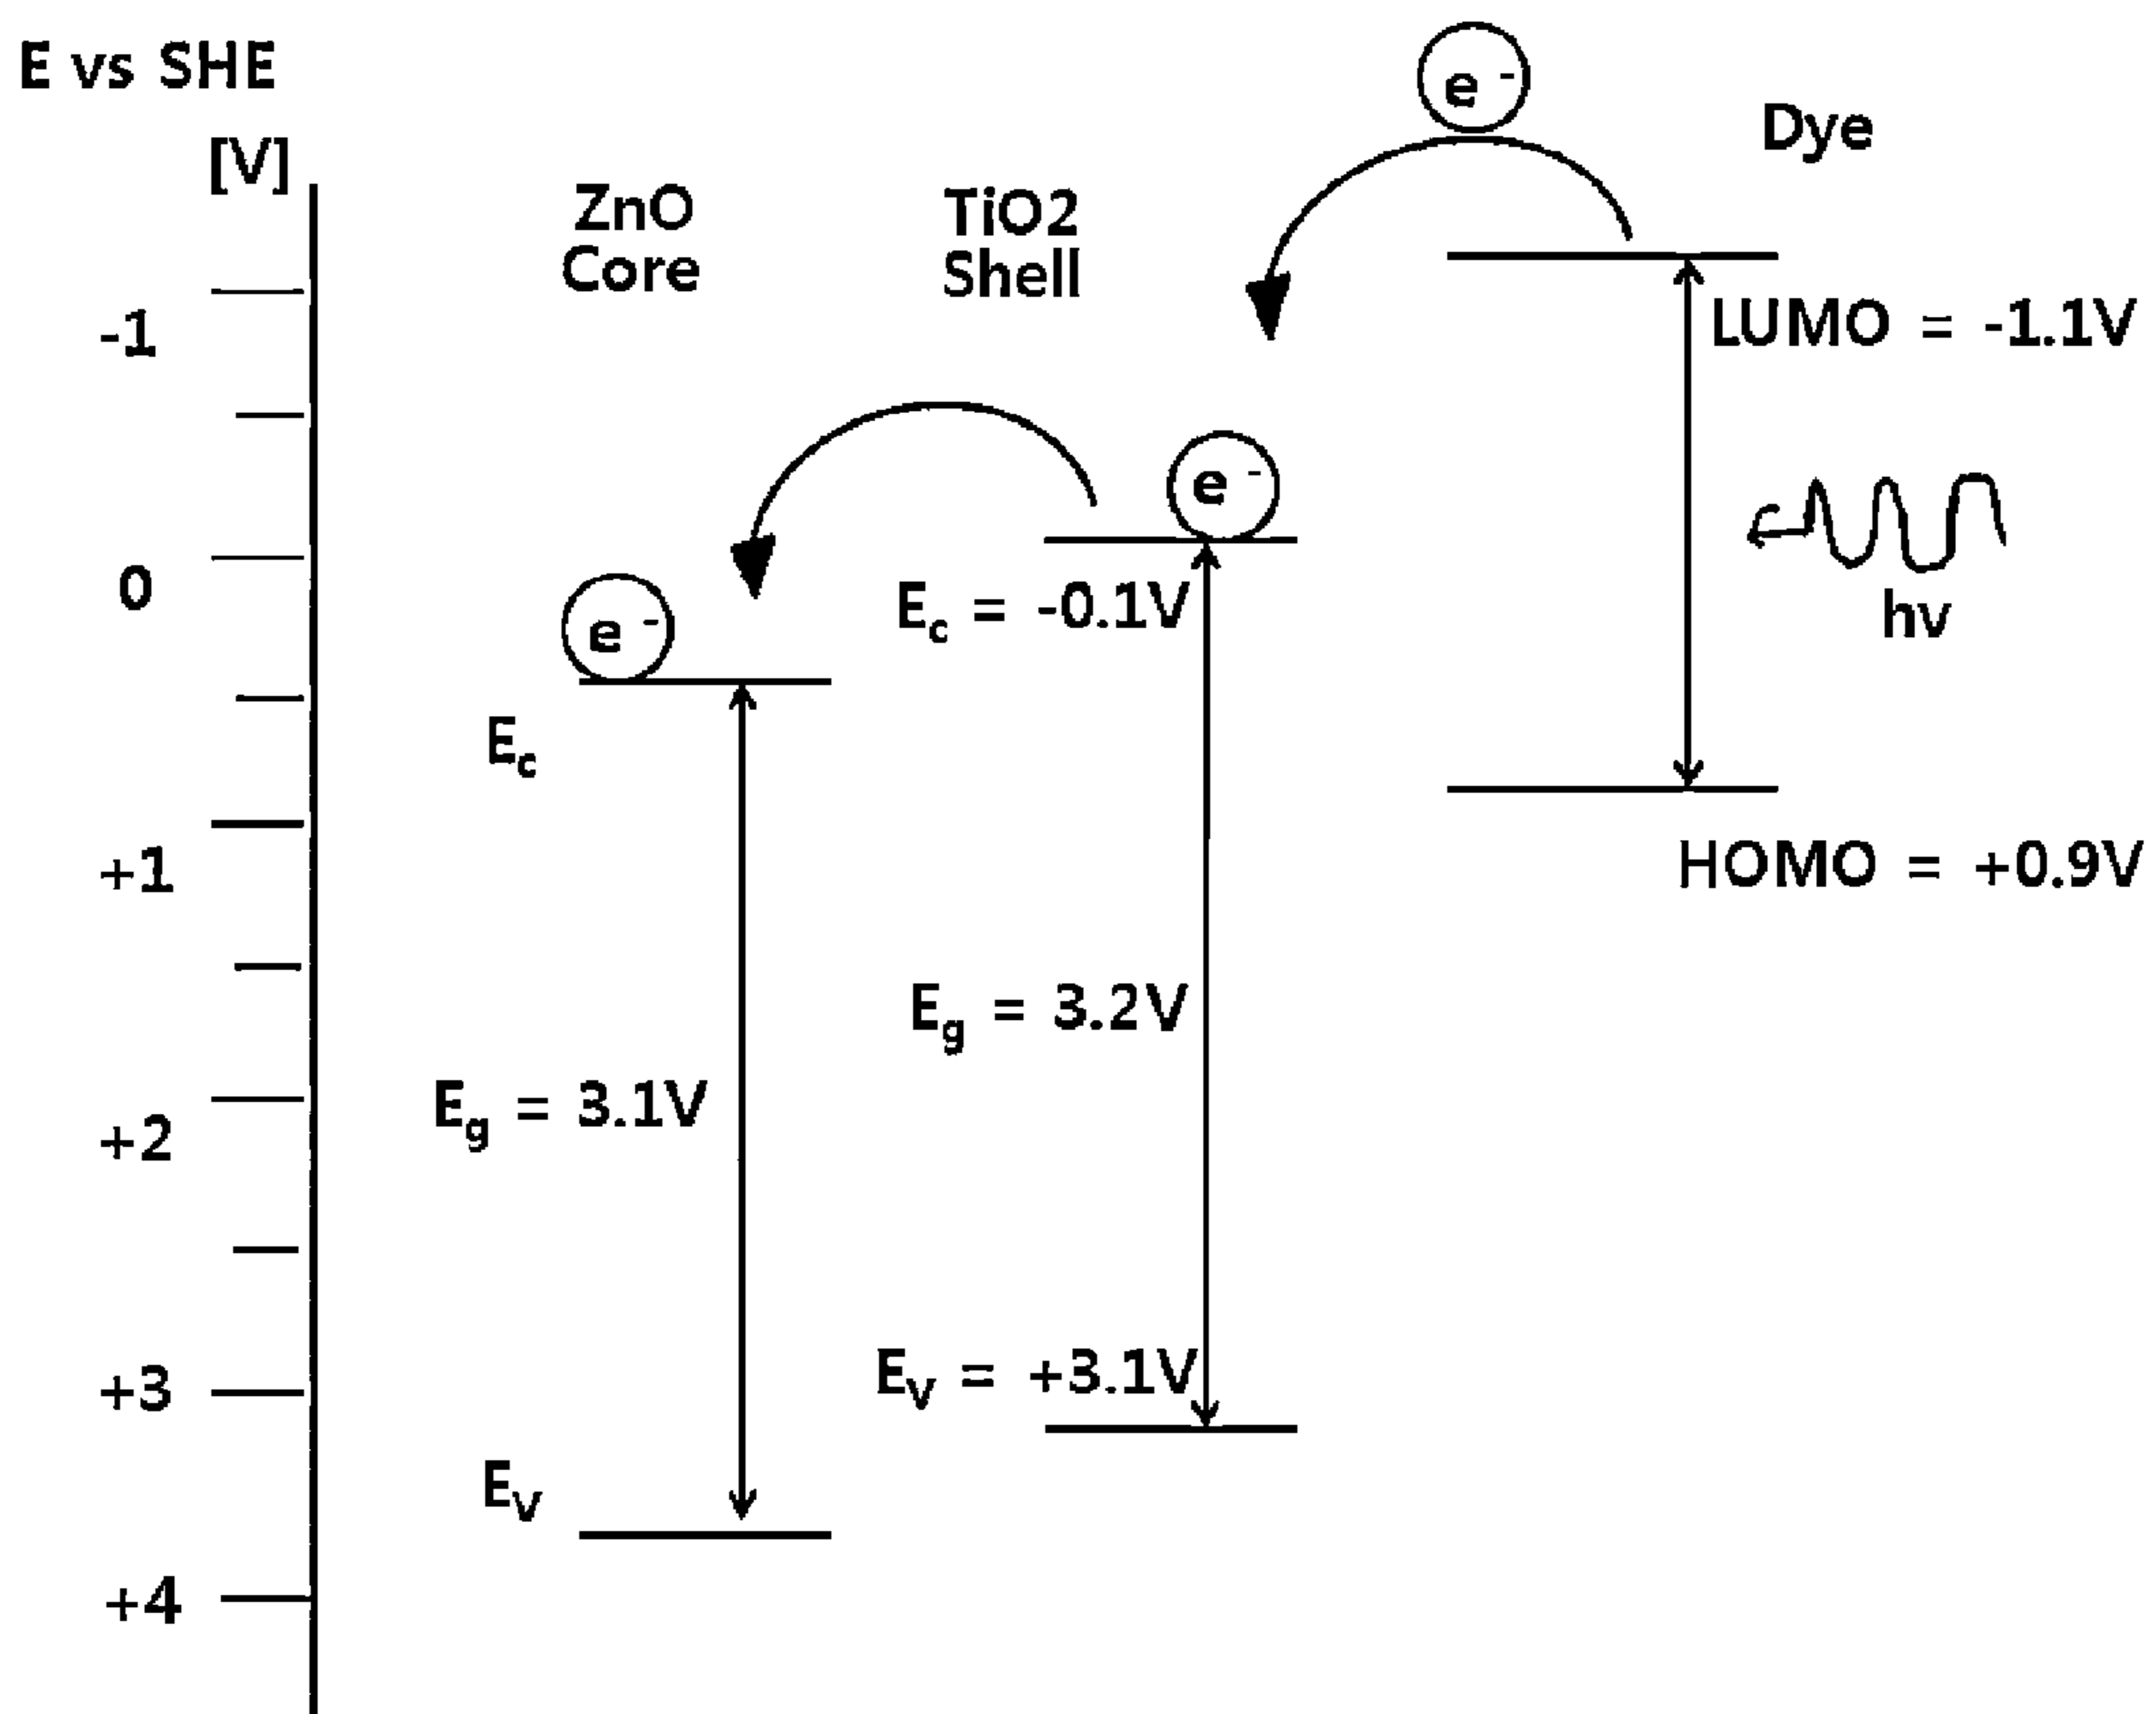 E vs SHE
[V]
-1
0
+1
+2
+3
+4
ZnO
Core
E_c
E_g = 3.1V
E_v
TiO2
Shell
e -
e -
e -
E_c = -0.1V
E_g = 3.2V
E_v = +3.1V
Dye
LUMO = -1.1V
hv
HOMO = +0.9V